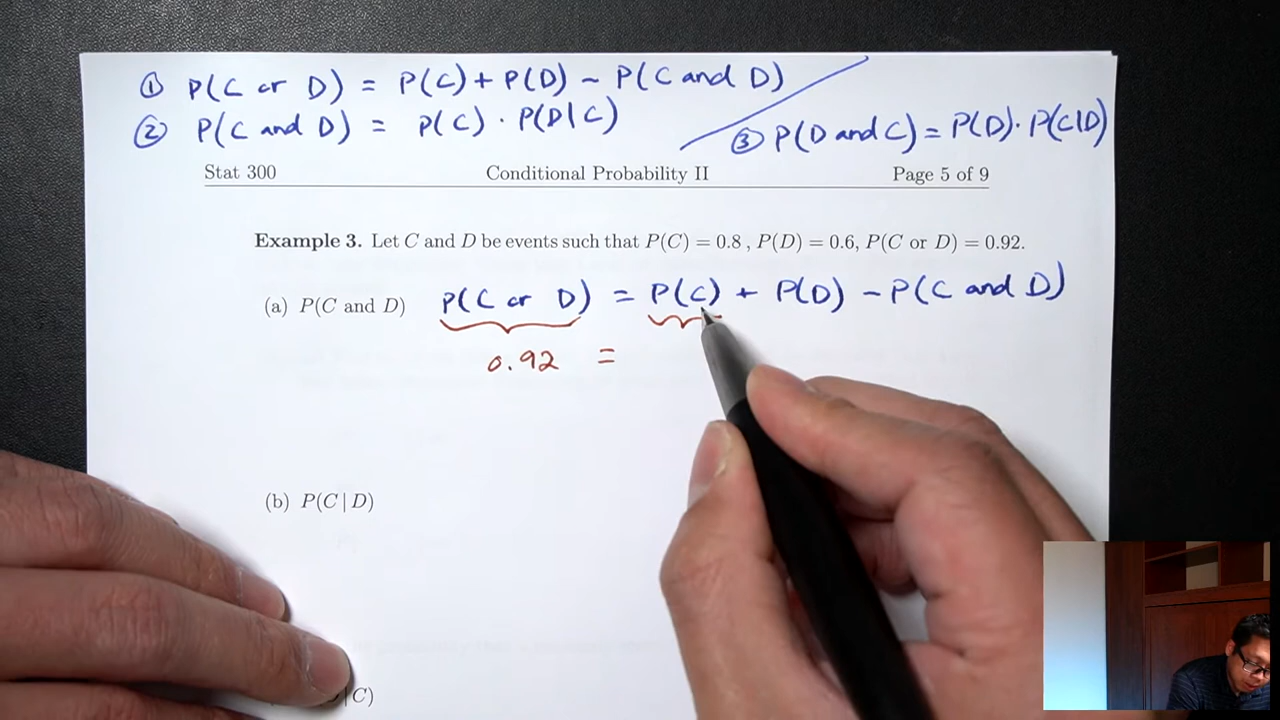 ① P(C or D) = P(C) + P(D) − P(C and D)
② P(C and D) = P(C) · P(D|C)
③ P(D and C) = P(D) · P(C|D)
Stat 300 Conditional Probability II Page 5 of 9
Example 3. Let C and D be events such that P(C) = 0.8 , P(D) = 0.6, P(C or D) = 0.92.
(a) P(C and D) P(C or D) = P(C) + P(D) − P(C and D)
0.92 =
(b) P(C | D)
C)